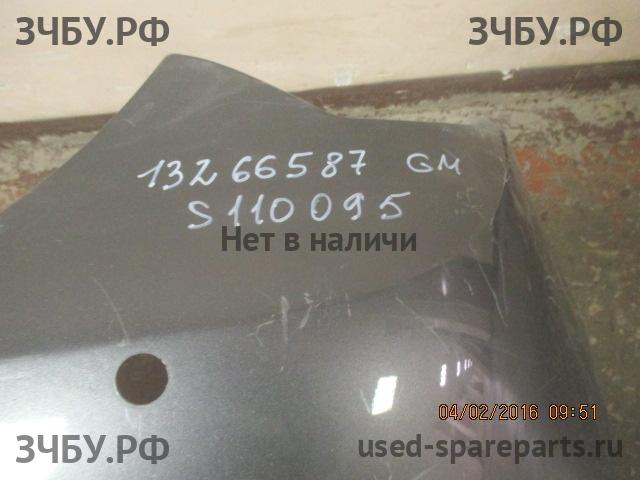 ЗЧБУ.РФ ЗЧБУ.РФ
13266587 GM
S110095
Нет в наличи
04/02/2016 09:51
ЗЧБУ.РФ used-spareparts.ru